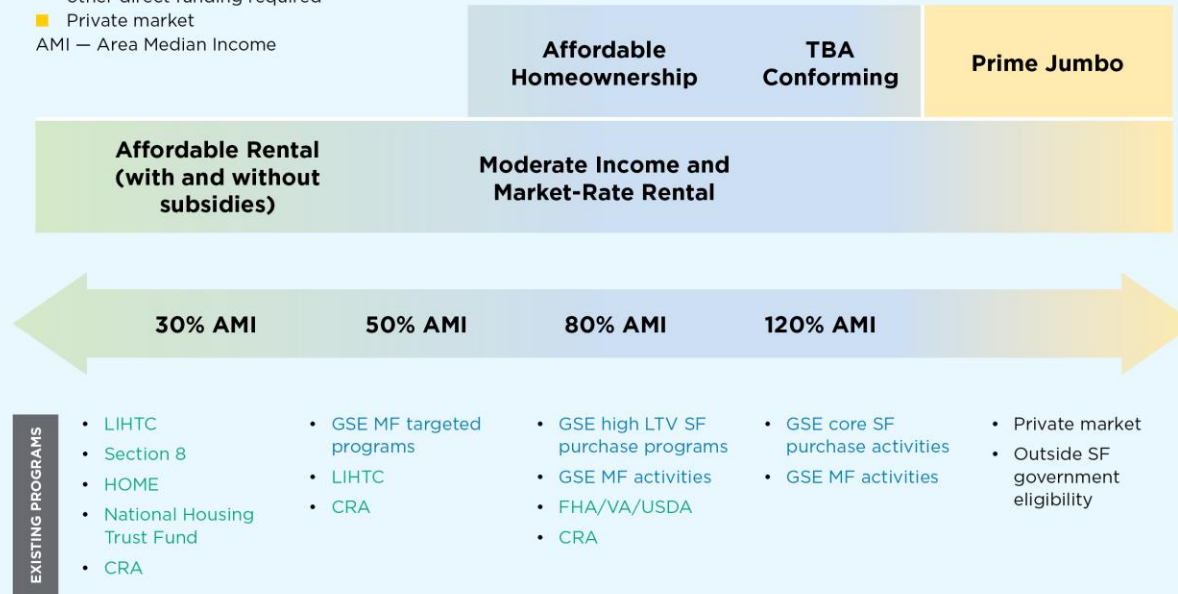 other direct funding required
Private market
AMI — Area Median Income
Affordable
Homeownership
TBA
Conforming
Prime Jumbo
Affordable Rental
(with and without
subsidies)
Moderate Income and
Market-Rate Rental
30% AMI
50% AMI
80% AMI
120% AMI
EXISTING PROGRAMS
• LIHTC
• Section 8
• HOME
• National Housing
Trust Fund
• CRA
• GSE MF targeted
programs
• LIHTC
• CRA
• GSE high LTV SF
purchase programs
• GSE MF activities
• FHA/VA/USDA
• CRA
• GSE core SF
purchase activities
• GSE MF activities
• Private market
• Outside SF
government
eligibility